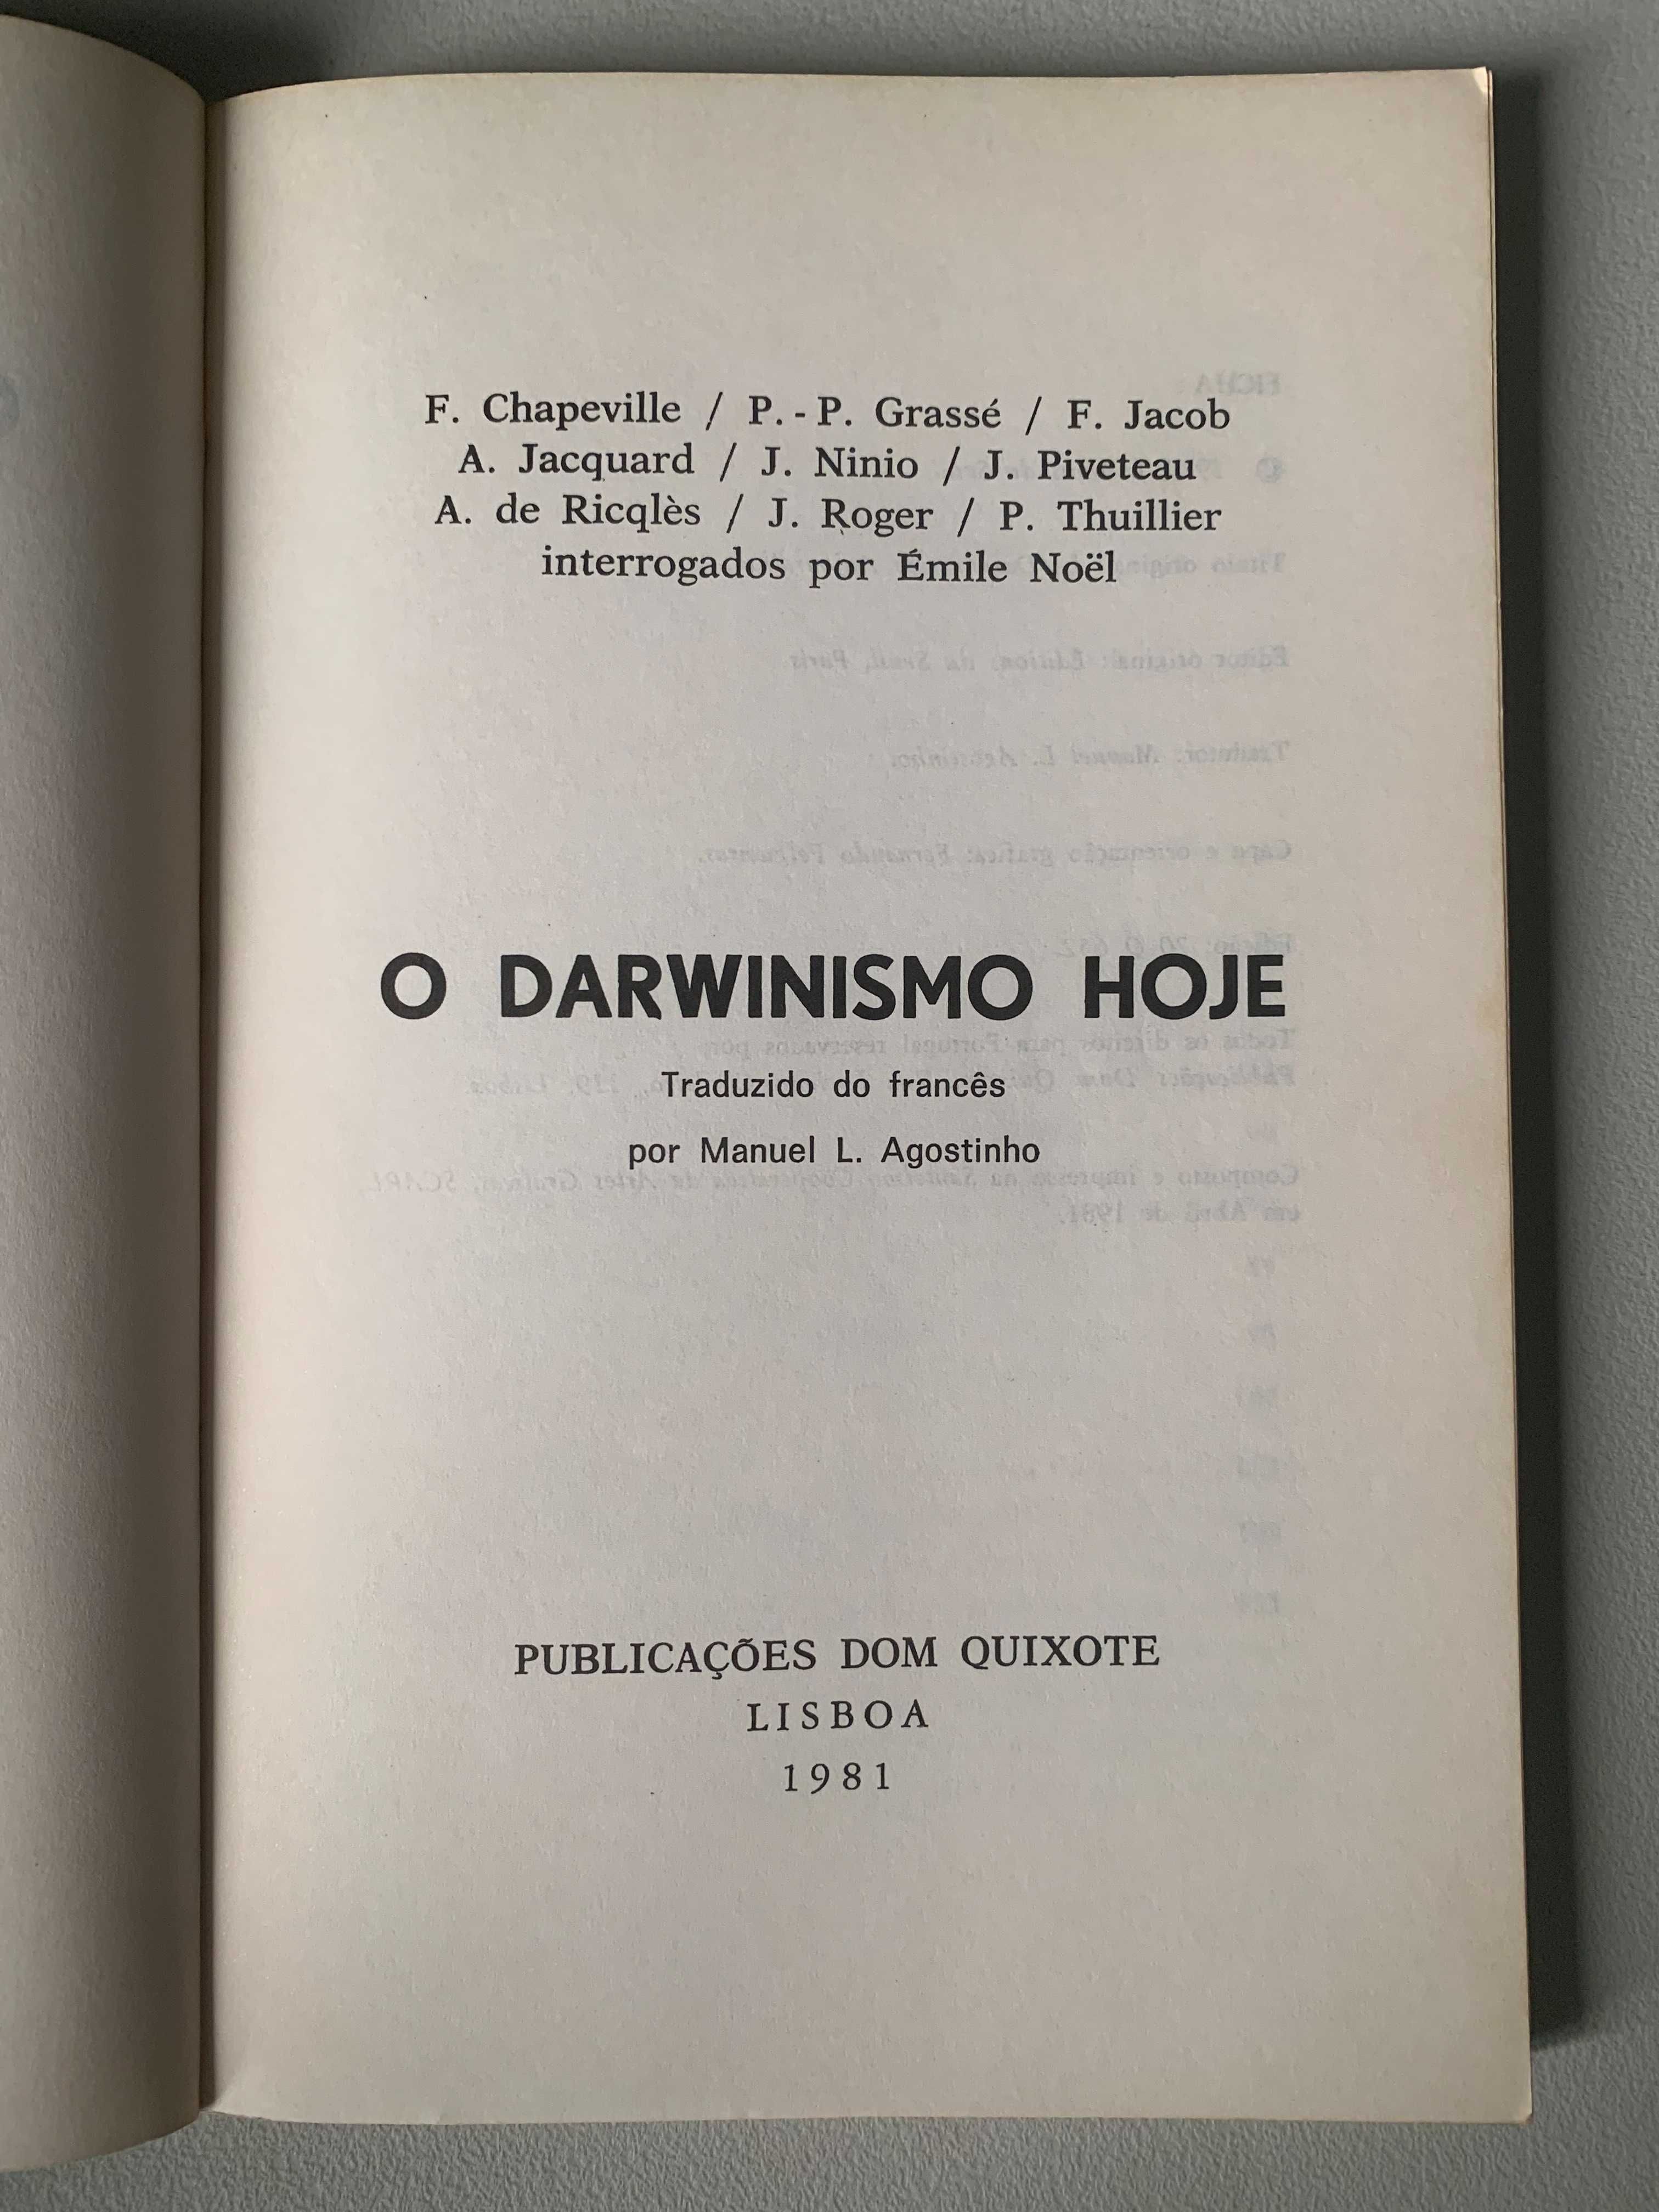 F. Chapeville / P.-P. Grassé / F. Jacob
A. Jacquard / J. Ninio / J. Piveteau
A. de Ricqlès / J. Roger / P. Thuillier
interrogados por Émile Noël
O DARWINISMO HOJE
Traduzido do francês
por Manuel L. Agostinho
PUBLICAÇÕES DOM QUIXOTE
LISBOA
1981